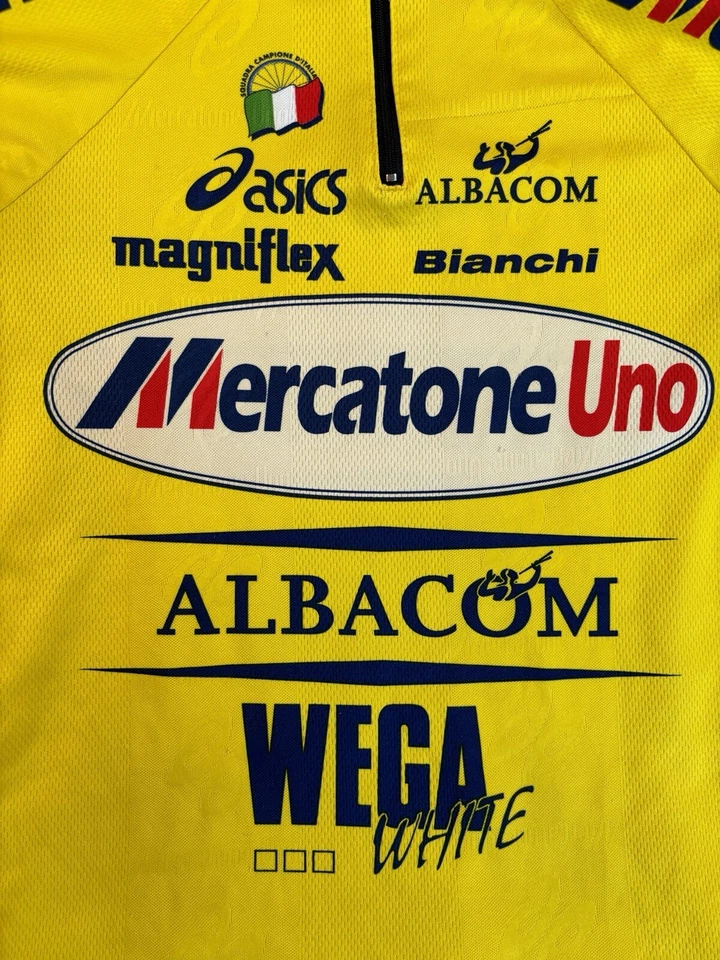 SQUADRA CAMPIONE D'ITALIA
asics
ALBACOM
magniflex
Bianchi
Mercatone Uno
ALBACOM
WEGA
WHITE